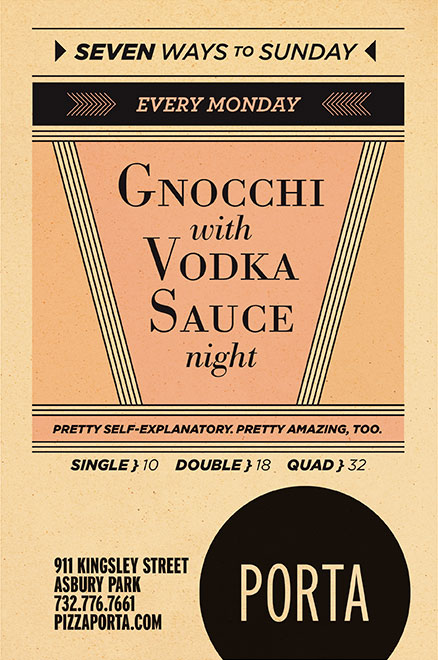 SEVEN WAYS TO SUNDAY
EVERY MONDAY
GNOCCHI
with
VODKA
SAUCE
night
PRETTY SELF-EXPLANATORY. PRETTY AMAZING, TOO.
SINGLE } 10 DOUBLE } 18 QUAD } 32
911 KINGSLEY STREET
ASBURY PARK
732.776.7661
PIZZAPORTA.COM
PORTA